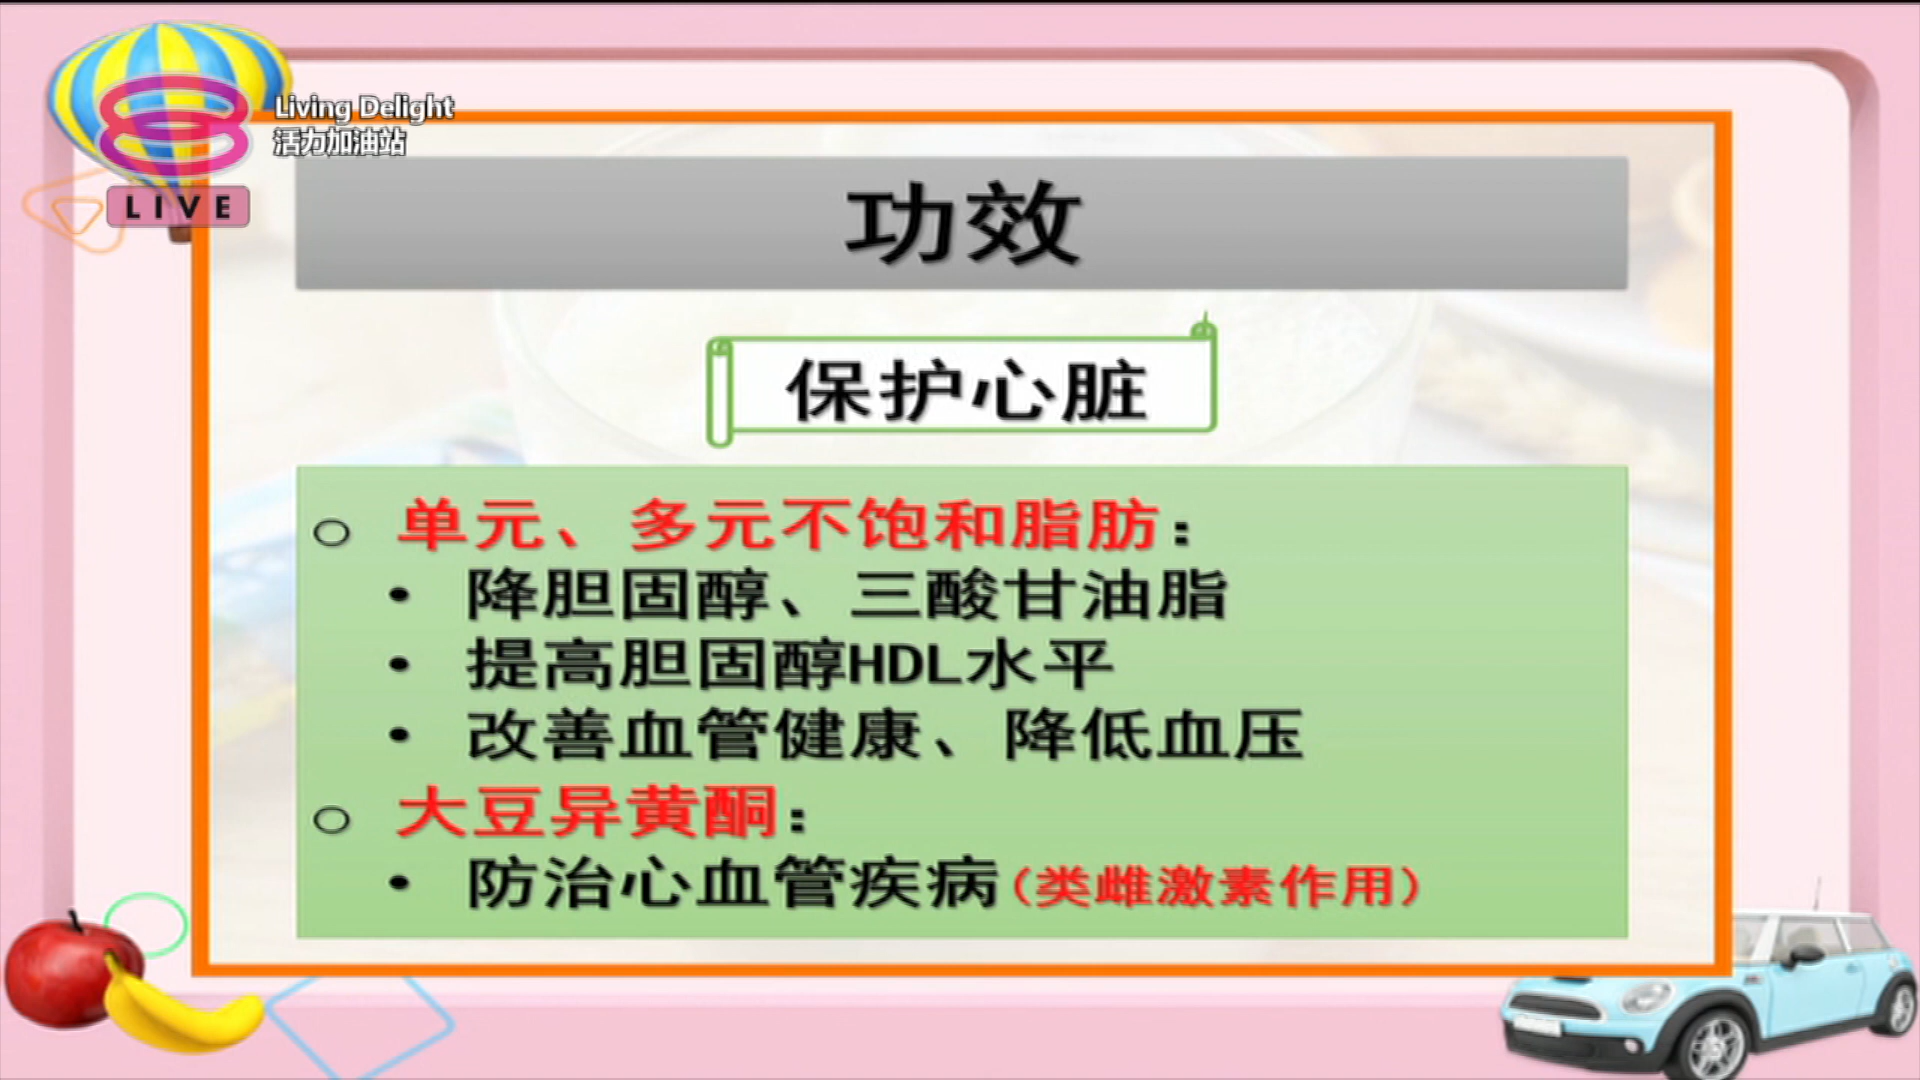 Living Delight
活力加油站
LIVE
功效
保护心脏
单元、多元不饱和脂肪：
• 降胆固醇、三酸甘油脂
• 提高胆固醇HDL水平
• 改善血管健康、降低血压
大豆异黄酮：
• 防治心血管疾病（类雌激素作用）